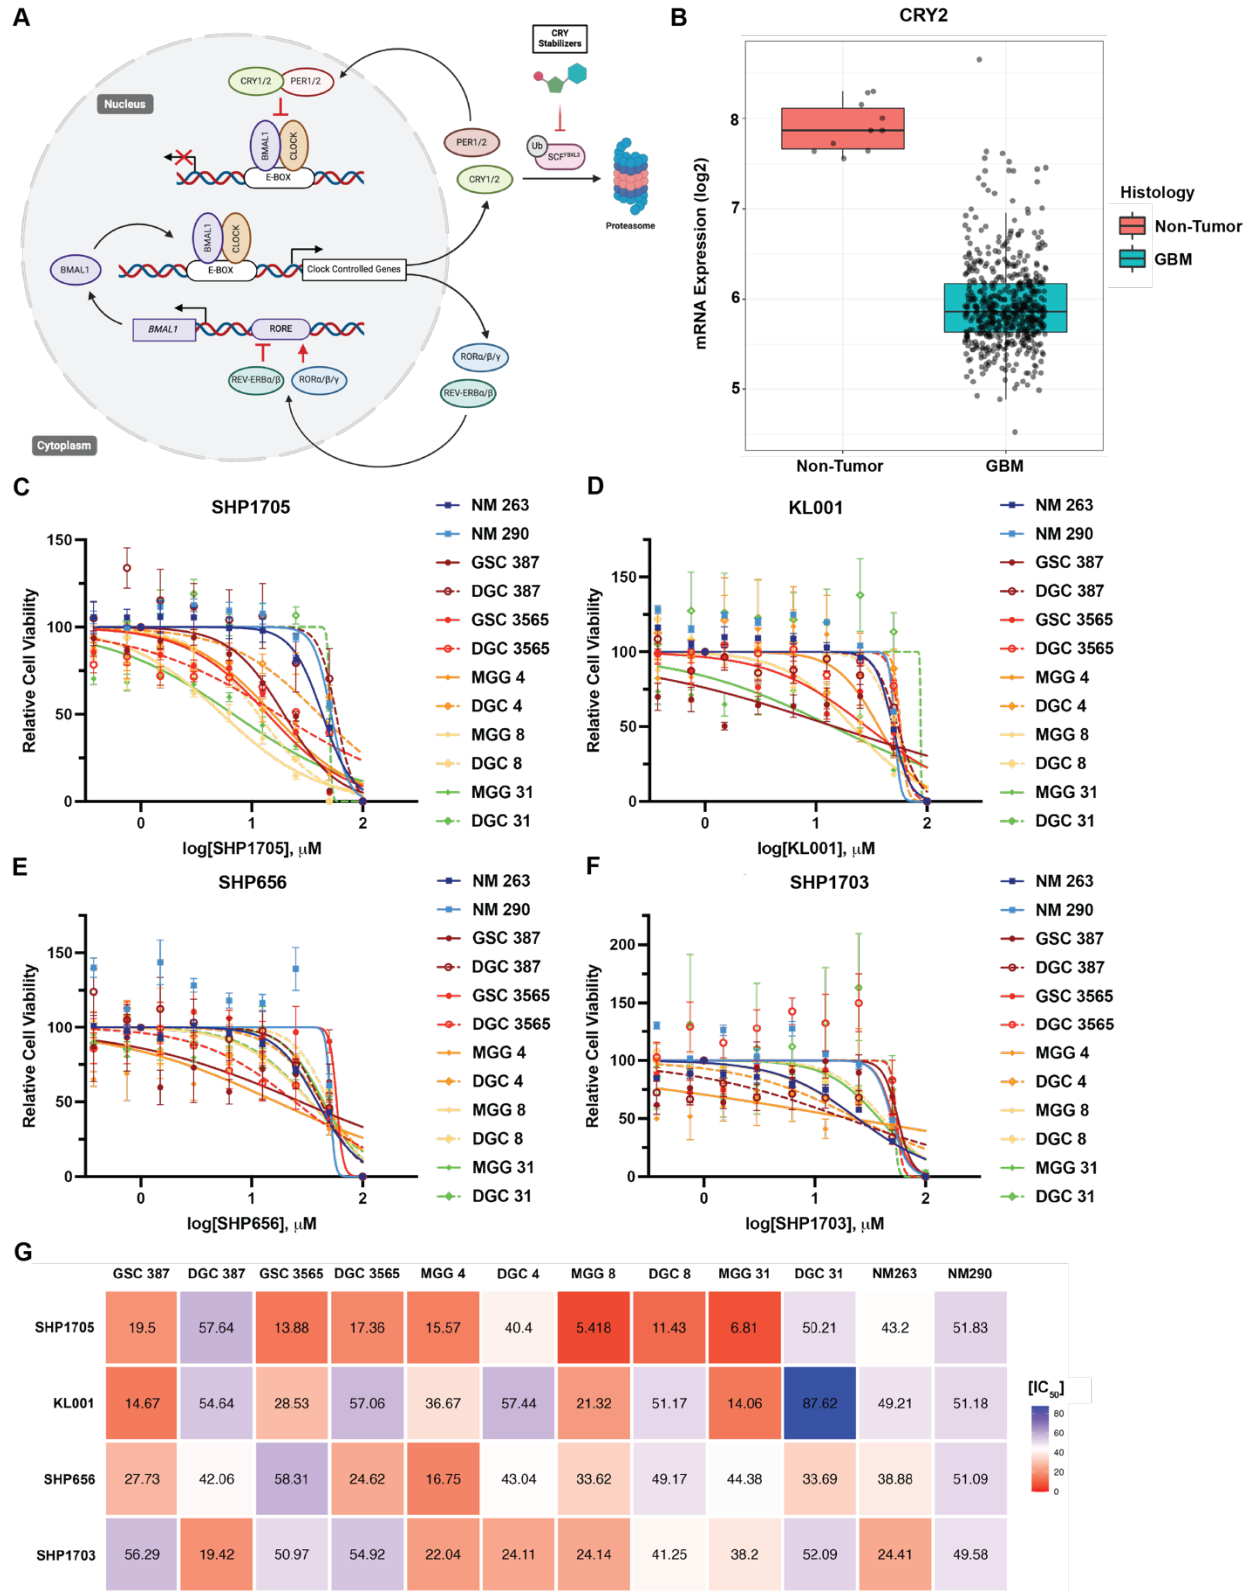 A
CRY
Stabilizers
Nucleus
CRY1/2
PER1/2
BMAL1
CLOCK
E-BOX
PER1/2
CRY1/2
Ub
SCF^FBXL3
Proteasome
BMAL1
BMAL1
CLOCK
E-BOX
Clock Controlled Genes
BMAL1
RORE
REV-ERBα/β
RORα/β/γ
RORα/β/γ
REV-ERBα/β
Cytoplasm
B
CRY2
mRNA Expression (log2)
8
7
6
5
Non-Tumor
GBM
Histology
Non-Tumor
GBM
C
SHP1705
Relative Cell Viability
150
100
50
0
0
1
2
log[SHP1705], μM
NM 263
NM 290
GSC 387
DGC 387
GSC 3565
DGC 3565
MGG 4
DGC 4
MGG 8
DGC 8
MGG 31
DGC 31
D
KL001
Relative Cell Viability
150
100
50
0
0
1
2
log[KL001], μM
NM 263
NM 290
GSC 387
DGC 387
GSC 3565
DGC 3565
MGG 4
DGC 4
MGG 8
DGC 8
MGG 31
DGC 31
E
SHP656
Relative Cell Viability
150
100
50
0
0
1
2
log[SHP656], μM
NM 263
NM 290
GSC 387
DGC 387
GSC 3565
DGC 3565
MGG 4
DGC 4
MGG 8
DGC 8
MGG 31
DGC 31
F
SHP1703
Relative Cell Viability
200
150
100
50
0
0
1
2
log[SHP1703], μM
NM 263
NM 290
GSC 387
DGC 387
GSC 3565
DGC 3565
MGG 4
DGC 4
MGG 8
DGC 8
MGG 31
DGC 31
G
GSC 387 DGC 387 GSC 3565 DGC 3565 MGG 4 DGC 4 MGG 8 DGC 8 MGG 31 DGC 31 NM263 NM290
SHP1705 19.5 57.64 13.88 17.36 15.57 40.4 5.418 11.43 6.81 50.21 43.2 51.83
KL001 14.67 54.64 28.53 57.06 36.67 57.44 21.32 51.17 14.06 87.62 49.21 51.18
SHP656 27.73 42.06 58.31 24.62 16.75 43.04 33.62 49.17 44.38 33.69 38.88 51.09
SHP1703 56.29 19.42 50.97 54.92 22.04 24.11 24.14 41.25 38.2 52.09 24.41 49.58
[IC50]
80
60
40
20
0